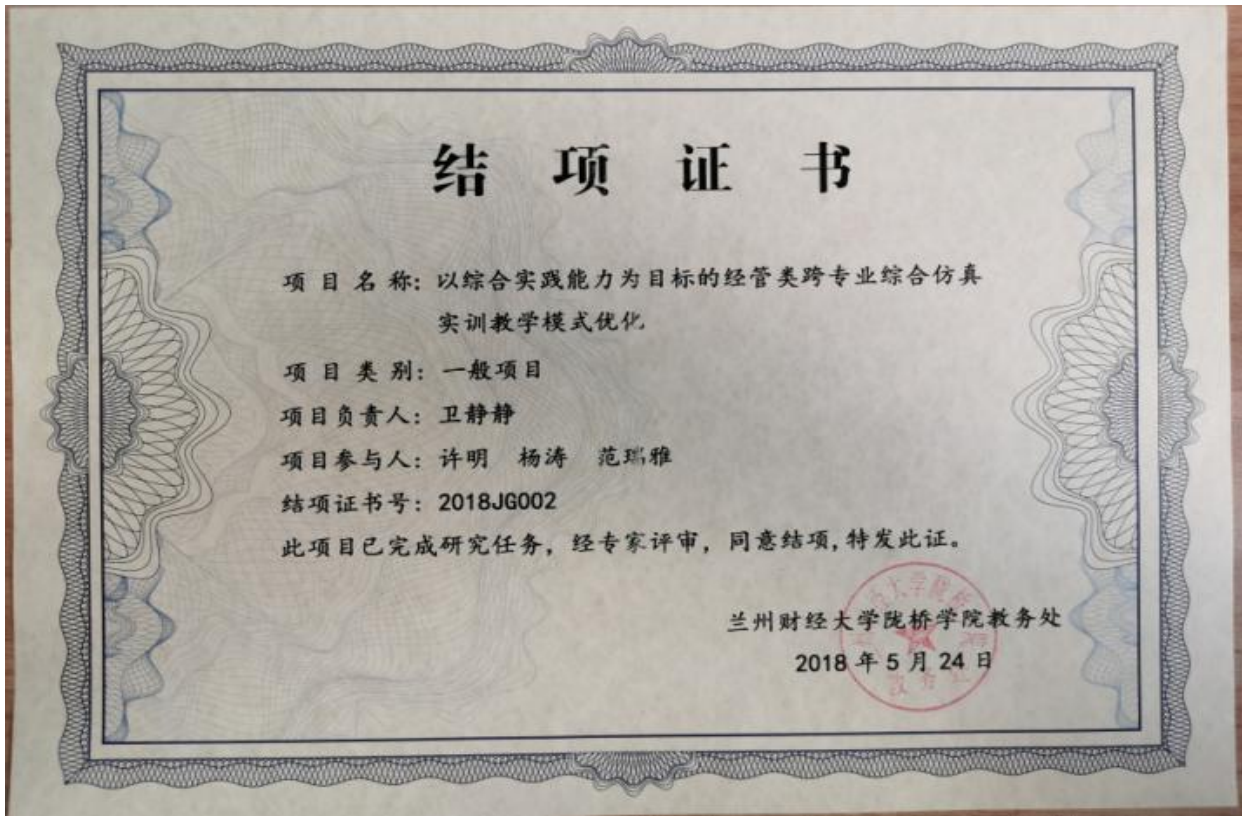 结项证书
项目名称：以综合实践能力为目标的经管类跨专业综合仿真
实训教学模式优化
项目类别：一般项目
项目负责人：卫静静
项目参与人：许明 杨涛 范瑞雅
结项证书号：2018JG002
此项目已完成研究任务，经专家评审，同意结项,特发此证。
兰州财经大学陇桥学院教务处
2018年5月24日